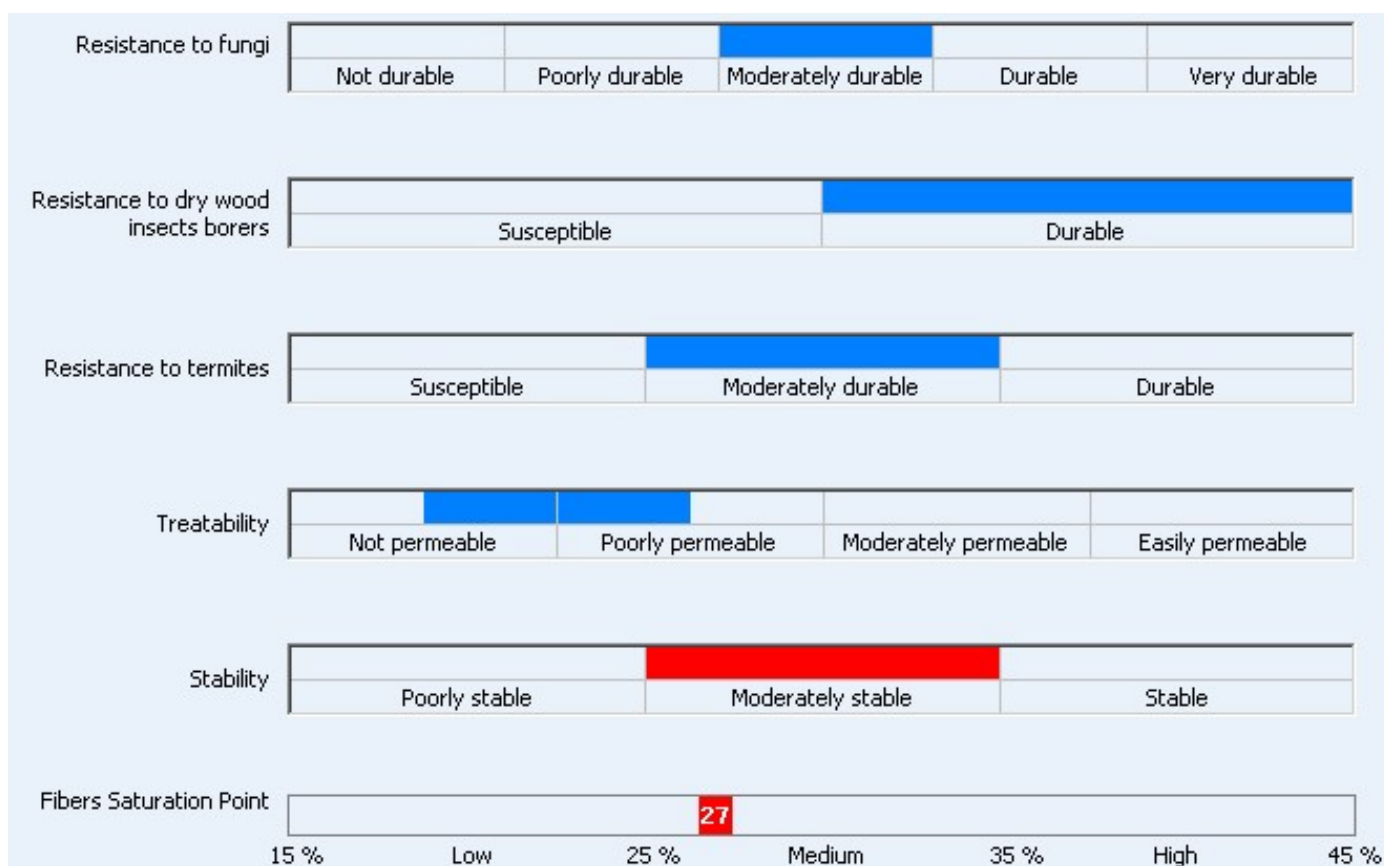 Resistance to fungi
Not durable Poorly durable Moderately durable Durable Very durable
Resistance to dry wood
insects borers
Susceptible Durable
Resistance to termites
Susceptible Moderately durable Durable
Treatability
Not permeable Poorly permeable Moderately permeable Easily permeable
Stability
Poorly stable Moderately stable Stable
Fibers Saturation Point
27
15 % Low 25 % Medium 35 % High 45 %